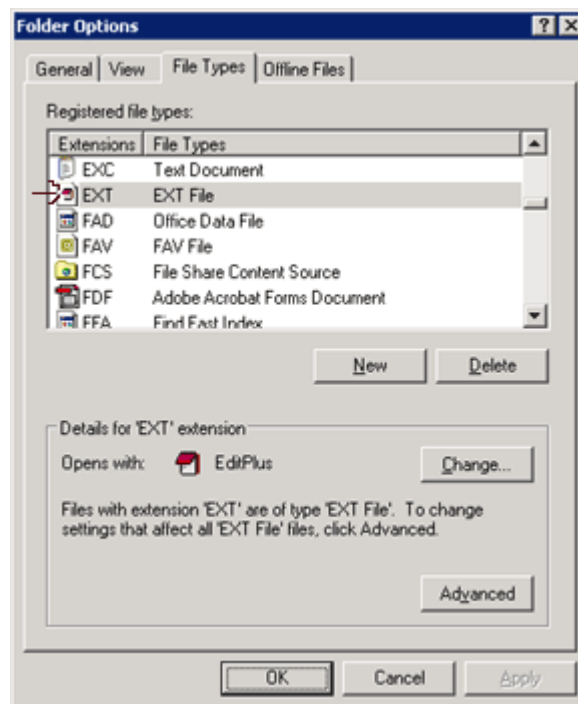 Folder Options
General View File Types Offline Files
Registered file types:
Extensions File Types
EXC Text Document
EXT EXT File
FAD Office Data File
FAV FAV File
FCS File Share Content Source
FDF Adobe Acrobat Forms Document
FFA Find Fast Index
New Delete
Details for 'EXT' extension
Opens with: EditPlus Change...
Files with extension 'EXT' are of type 'EXT File'. To change
settings that affect all 'EXT File' files, click Advanced.
Advanced
OK Cancel Apply